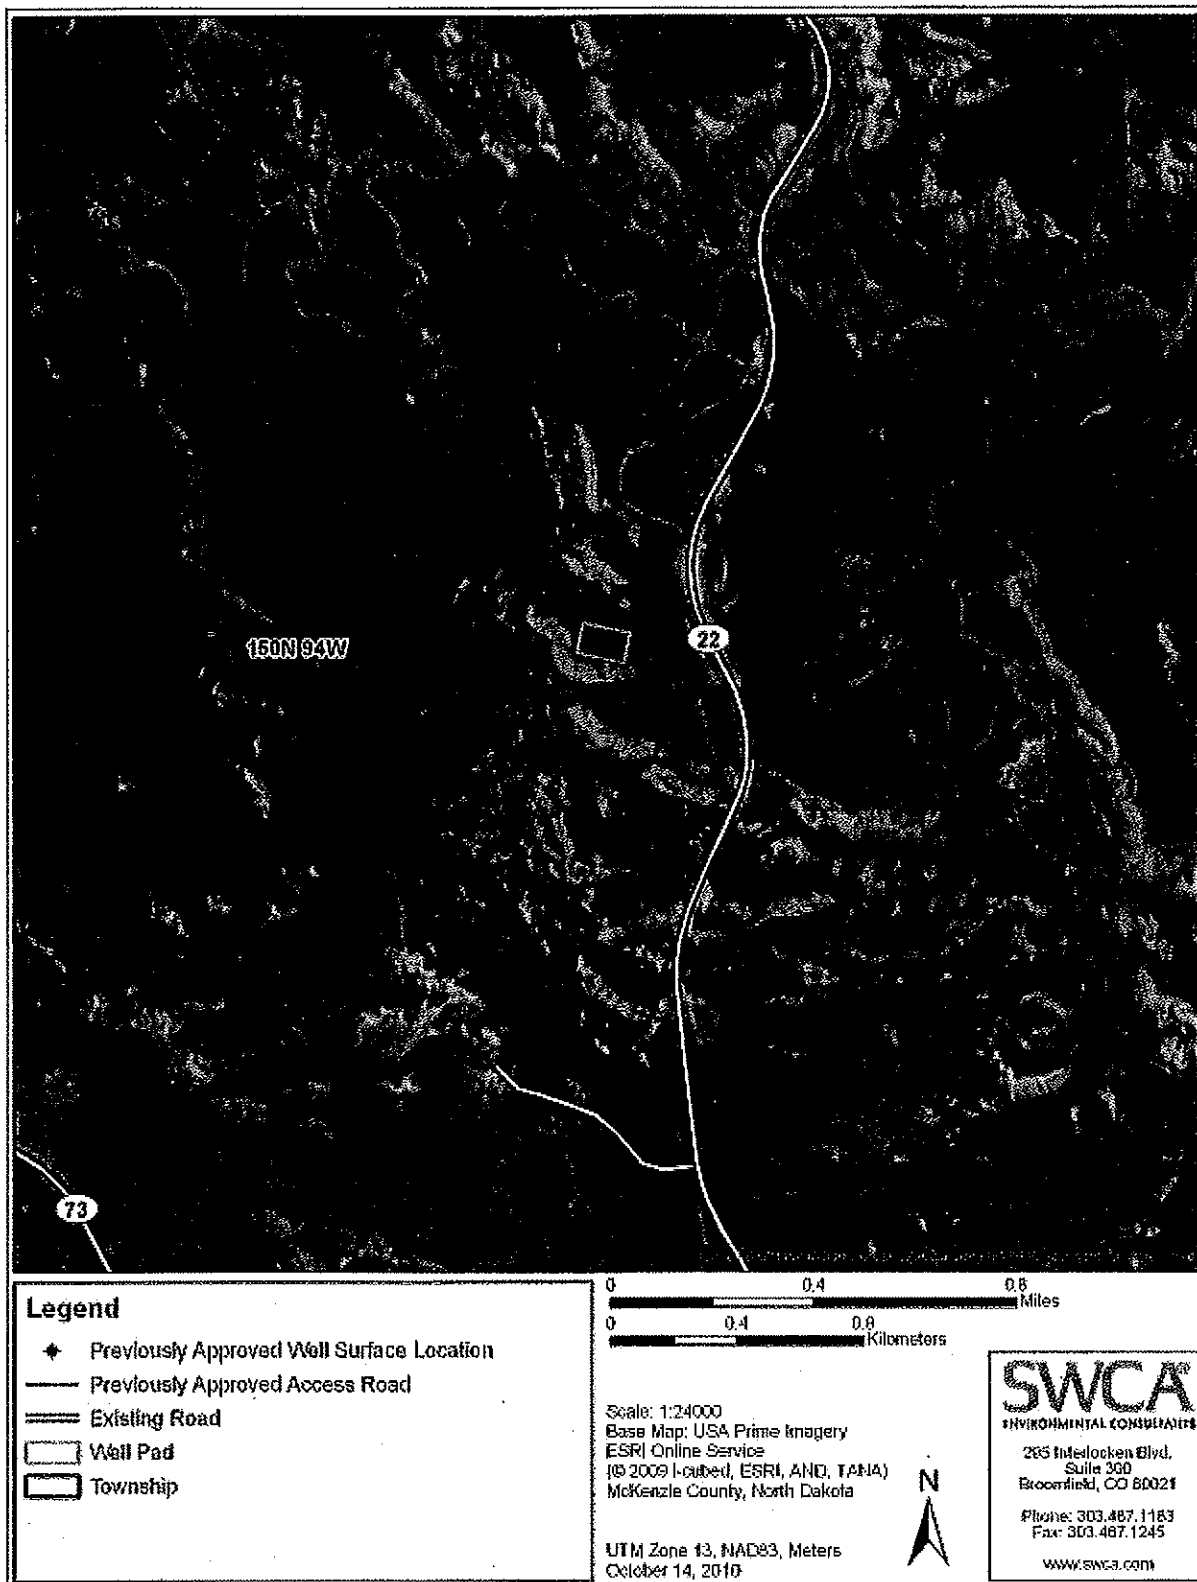 150N 94W
22
73
Legend
Previously Approved Well Surface Location
Previously Approved Access Road
Existing Road
Well Pad
Township
0 0.4 0.8
Miles
0 0.4 0.8
Kilometers
Scale: 1:24000
Base Map: USA Prime Imagery
ESRI Online Service
(© 2009 i-cubed, ESRI, AND, TANA)
McKenzie County, North Dakota
UTM Zone 13, NAD83, Meters
October 14, 2010
N
SWCA®
ENVIRONMENTAL CONSULTANTS
295 Interlocken Blvd.
Suite 300
Broomfield, CO 80021
Phone: 303.487.1183
Fax: 303.487.1245
www.swca.com